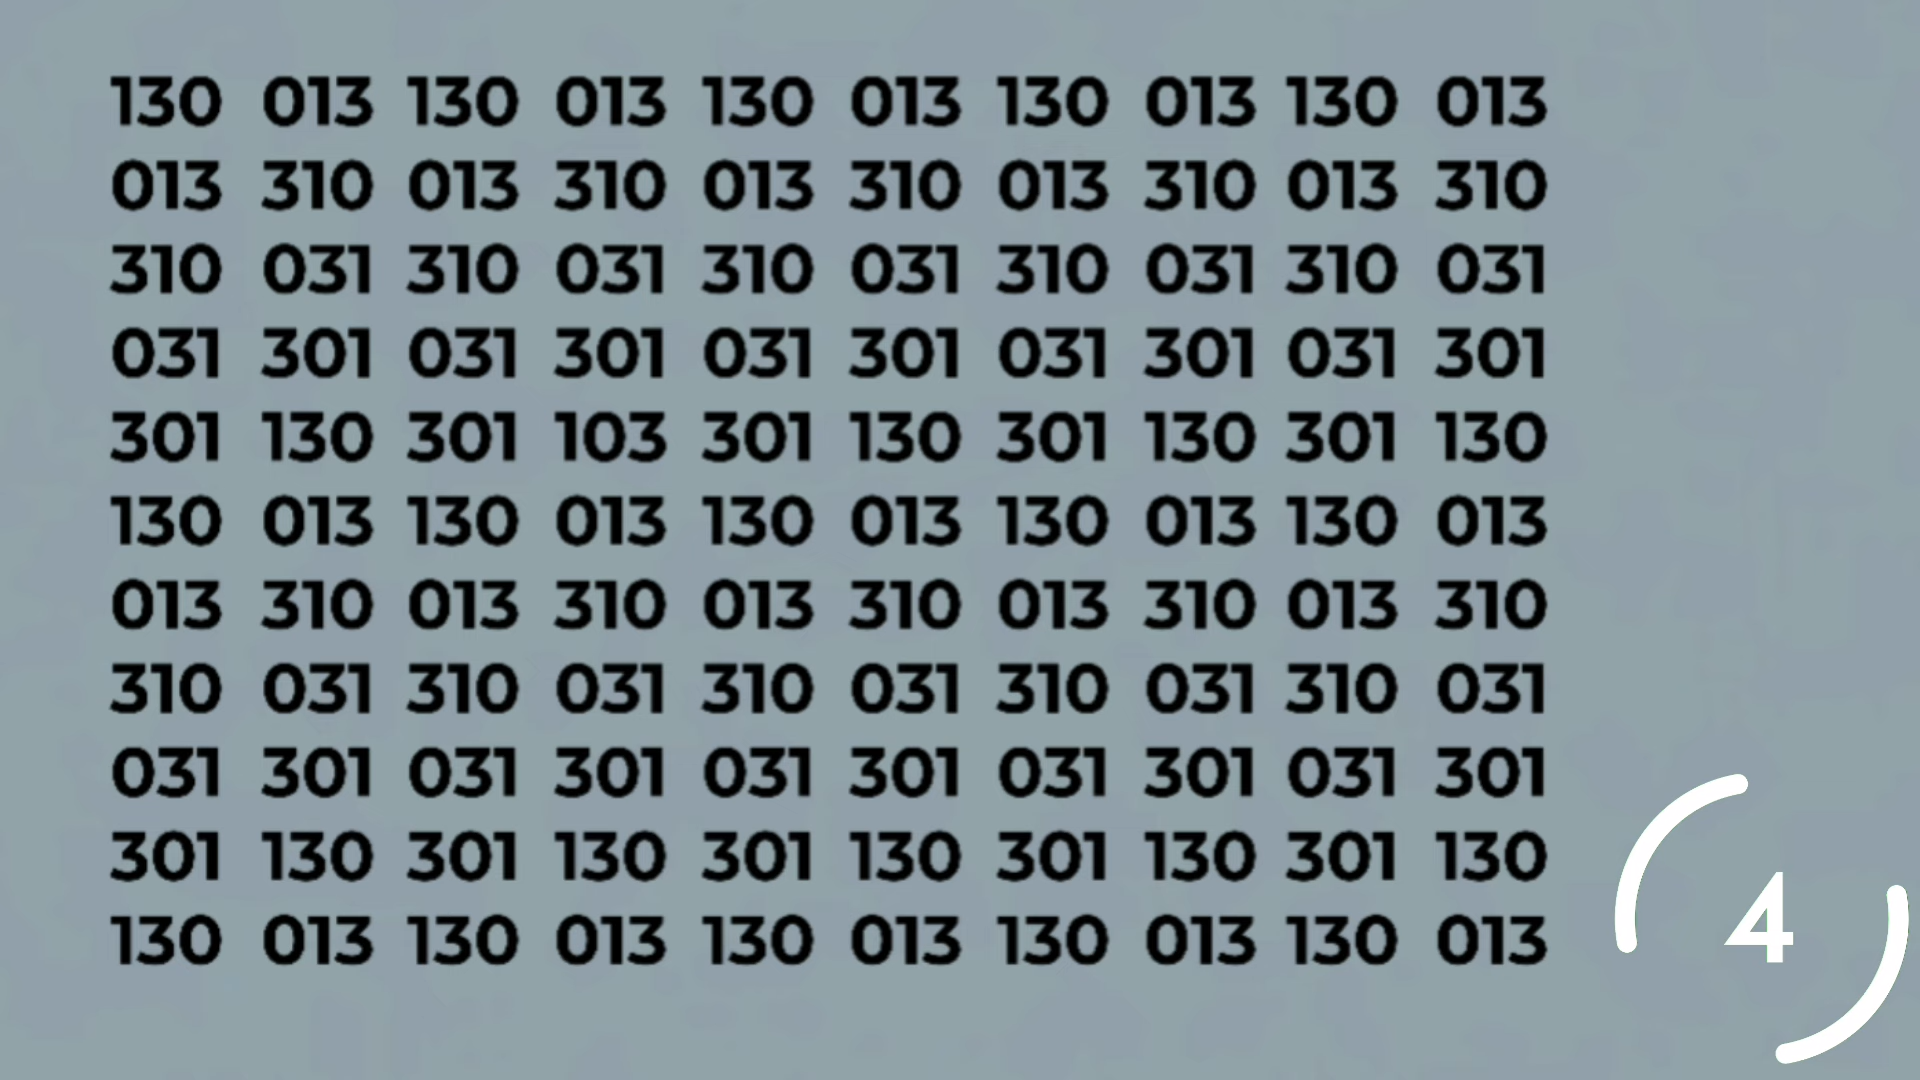 130 013 130 013 130 013 130 013 130 013
013 310 013 310 013 310 013 310 013 310
310 031 310 031 310 031 310 031 310 031
031 301 031 301 031 301 031 301 031 301
301 130 301 103 301 130 301 130 301 130
130 013 130 013 130 013 130 013 130 013
013 310 013 310 013 310 013 310 013 310
310 031 310 031 310 031 310 031 310 031
031 301 031 301 031 301 031 301 031 301
301 130 301 130 301 130 301 130 301 130
130 013 130 013 130 013 130 013 130 013
4